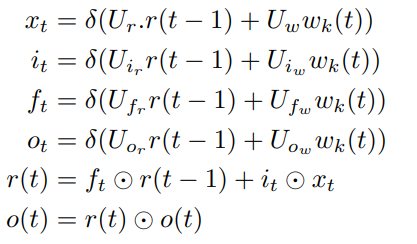 x_t = δ(U_r.r(t − 1) + U_w w_k(t))
i_t = δ(U_{i_r} r(t − 1) + U_{i_w} w_k(t))
f_t = δ(U_{f_r} r(t − 1) + U_{f_w} w_k(t))
o_t = δ(U_{o_r} r(t − 1) + U_{o_w} w_k(t))
r(t) = f_t ⊙ r(t − 1) + i_t ⊙ x_t
o(t) = r(t) ⊙ o(t)